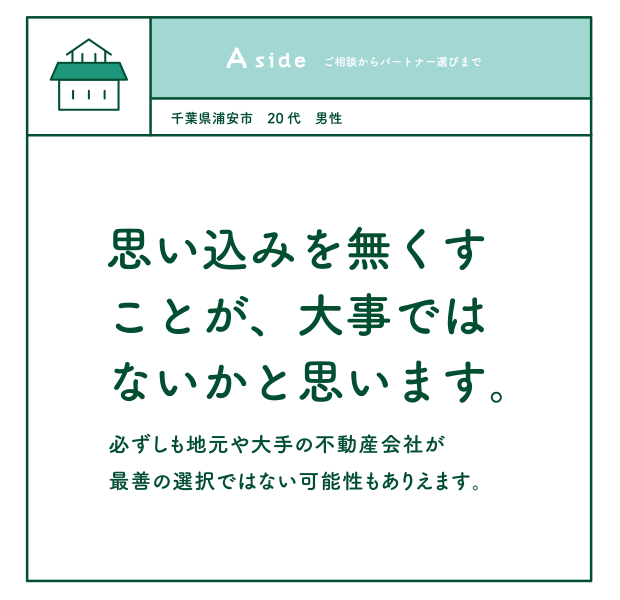 A side ご相談からパートナー選びまで
千葉県浦安市 20代 男性
思い込みを無くす
ことが、大事では
ないかと思います。
必ずしも地元や大手の不動産会社が
最善の選択ではない可能性もありえます。